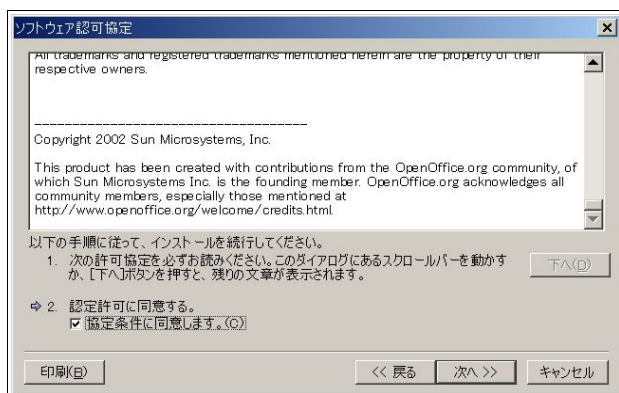 ソフトウェア認可協定
All trademarks and registered trademarks mentioned herein are the property of their
respective owners.
------------------------------------
Copyright 2002 Sun Microsystems, Inc.
This product has been created with contributions from the OpenOffice.org community, of
which Sun Microsystems Inc. is the founding member. OpenOffice.org acknowledges all
community members, especially those mentioned at
http://www.openoffice.org/welcome/credits.html.
以下の手順に従って、インストールを続行してください。
1. 次の許可協定を必ずお読みください。このダイアログにあるスクロールバーを動かす
か、[下へ]ボタンを押すと、残りの文章が表示されます。
下へ(D)
2. 認定許可に同意する。
協定条件に同意します。(C)
印刷(B)
<< 戻る
次へ >>
キャンセル